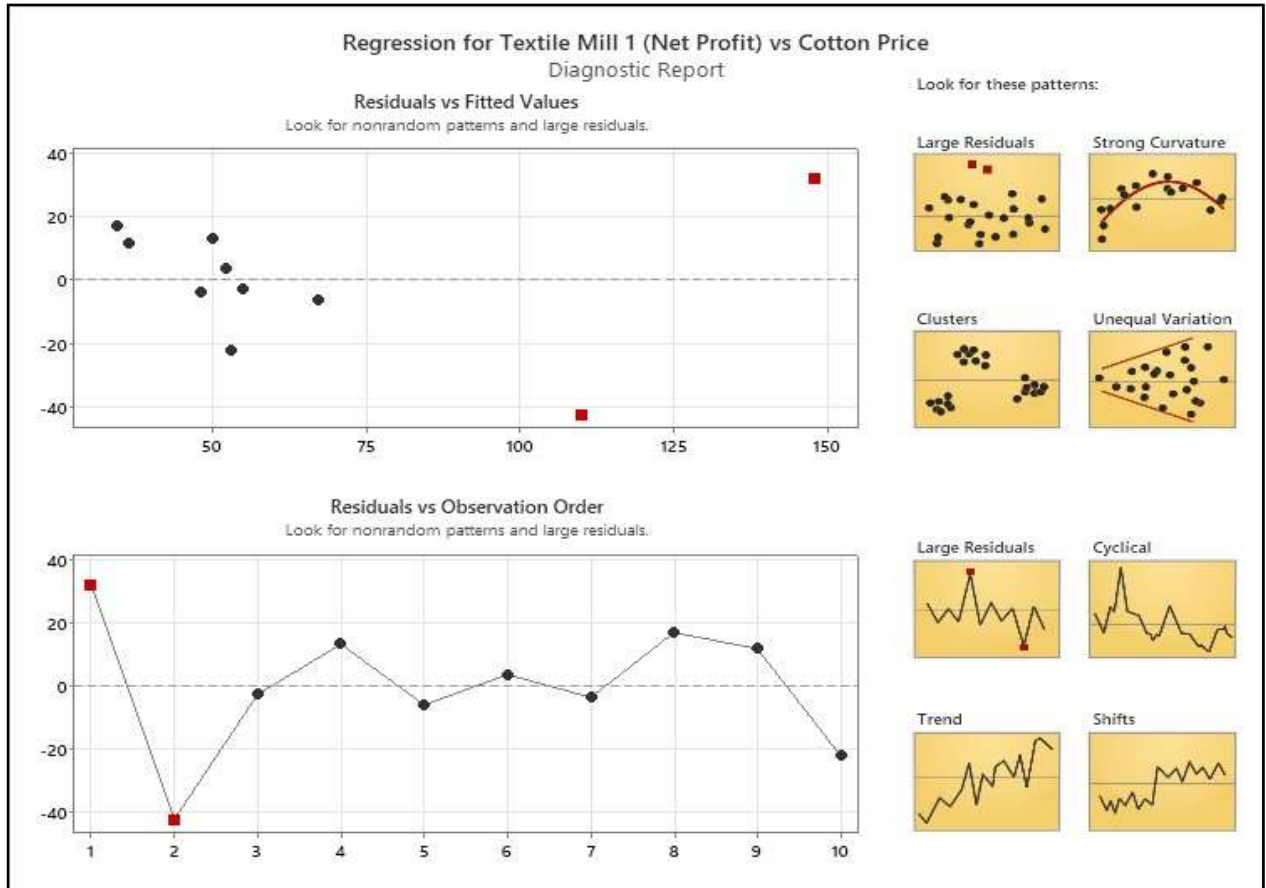 Regression for Textile Mill 1 (Net Profit) vs Cotton Price
Diagnostic Report
Residuals vs Fitted Values
Look for nonrandom patterns and large residuals.
40
20
0
-20
-40
50
75
100
125
150
Look for these patterns:
Large Residuals
Strong Curvature
Clusters
Unequal Variation
Residuals vs Observation Order
Look for nonrandom patterns and large residuals.
40
20
0
-20
-40
1
2
3
4
5
6
7
8
9
10
Large Residuals
Cyclical
Trend
Shifts